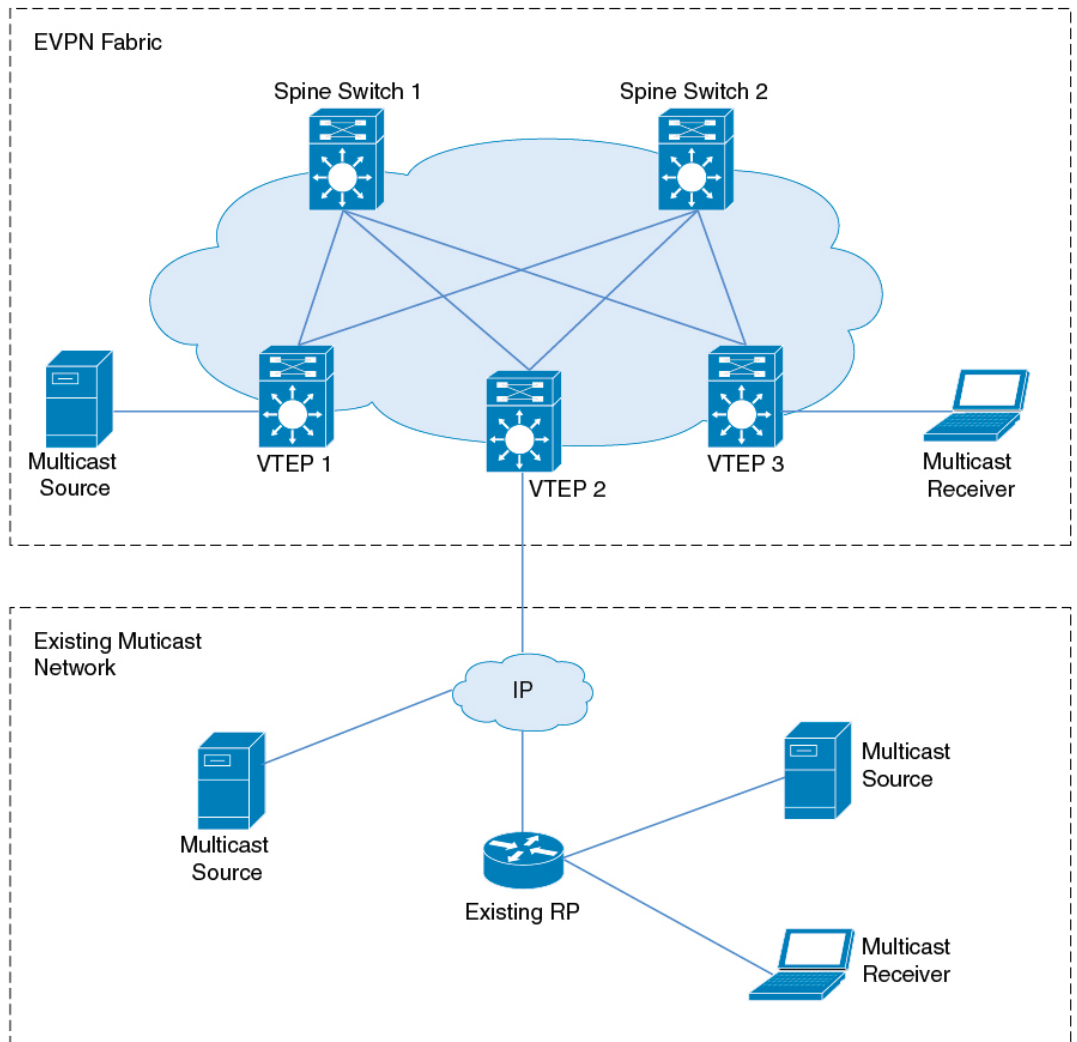 EVPN Fabric
Spine Switch 1
Spine Switch 2
Multicast
Source
VTEP 1
VTEP 2
VTEP 3
Multicast
Receiver
Existing Muticast
Network
IP
Multicast
Source
Multicast
Source
Existing RP
Multicast
Receiver